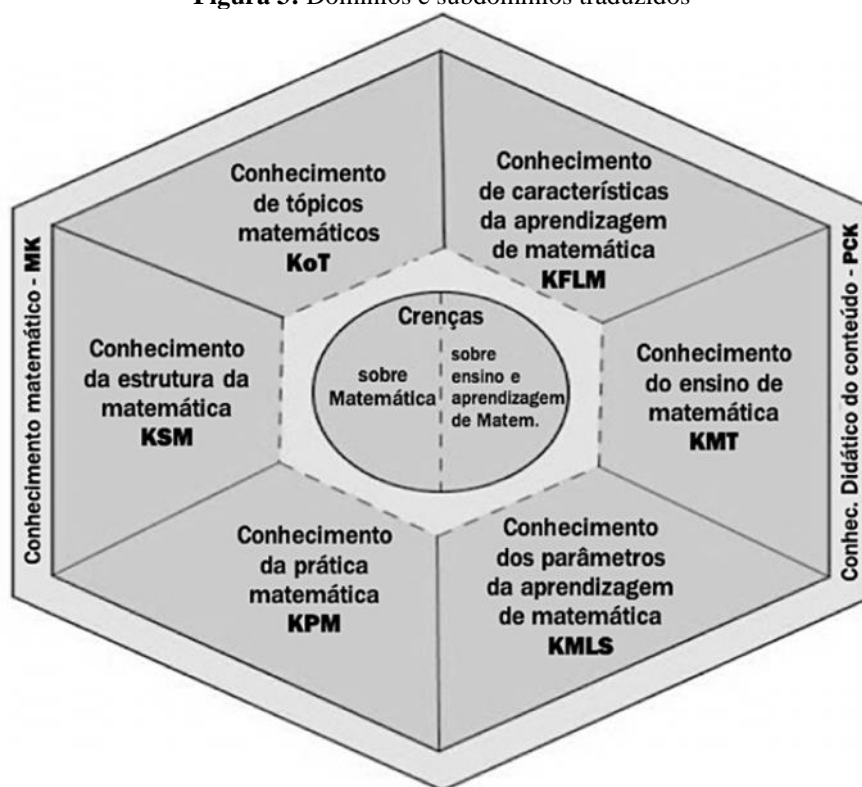 Figura 3: Domínios e subdomínios traduzidos
Conhecimento
de tópicos
matemáticos
KoT
Conhecimento
de características
da aprendizagem
de matemática
KFLM
Conhecimento matemático - MK
Conhecimento
da estrutura da
matemática
KSM
Crenças
sobre
Matemática
sobre
ensino e
aprendizagem
de Matem.
Conhecimento
do ensino de
matemática
KMT
Conhec. Didático do conteúdo - PCK
Conhecimento
da prática
matemática
KPM
Conhecimento
dos parâmetros
da aprendizagem
de matemática
KMLS